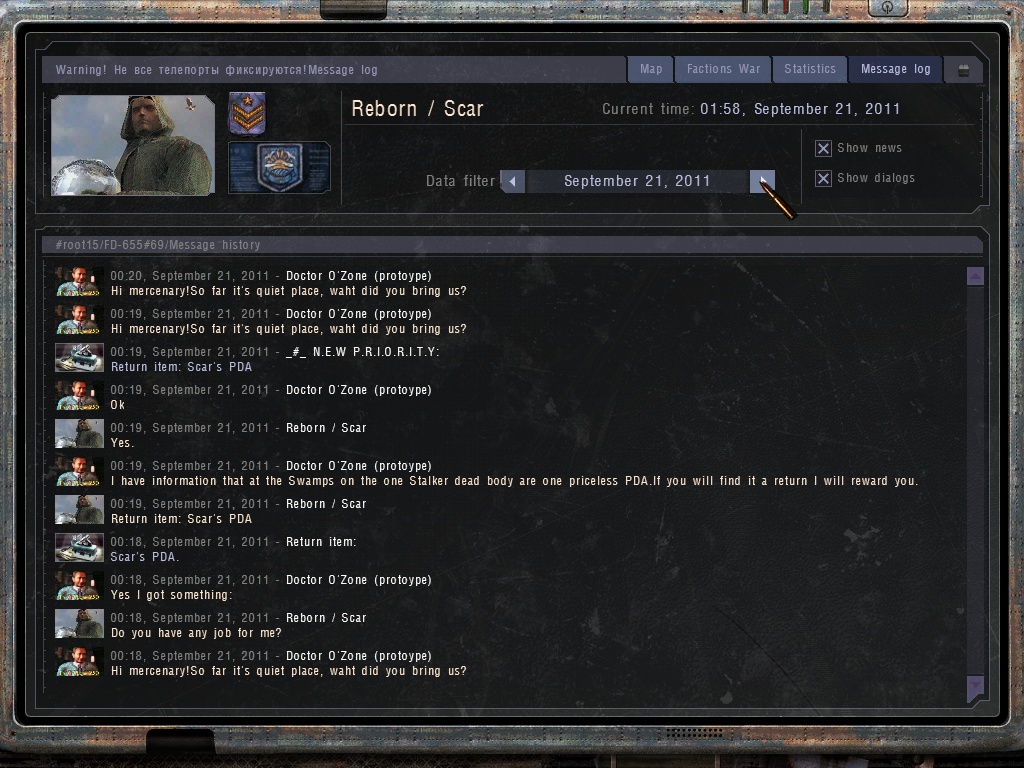 Warning! Не все телепорты фиксируются!Message log
Map
Factions War
Statistics
Message log
Reborn / Scar
Current time: 01:58, September 21, 2011
Show news
Data filter
September 21, 2011
Show dialogs
#root15/FD-655#69/Message history
00:20, September 21, 2011 - Doctor O'Zone (protoype)
Hi mercenary!So far it's quiet place, waht did you bring us?
00:19, September 21, 2011 - Doctor O'Zone (protoype)
Hi mercenary!So far it's quiet place, waht did you bring us?
00:19, September 21, 2011 - _#_ N.E.W P.R.I.O.R.I.T.Y:
Return item: Scar's PDA
00:19, September 21, 2011 - Doctor O'Zone (protoype)
Ok
00:19, September 21, 2011 - Reborn / Scar
Yes.
00:19, September 21, 2011 - Doctor O'Zone (protoype)
I have information that at the Swamps on the one Stalker dead body are one priceless PDA.If you will find it a return I will reward you.
00:19, September 21, 2011 - Reborn / Scar
Return item: Scar's PDA
00:18, September 21, 2011 - Return item:
Scar's PDA.
00:18, September 21, 2011 - Doctor O'Zone (protoype)
Yes I got something:
00:18, September 21, 2011 - Reborn / Scar
Do you have any job for me?
00:18, September 21, 2011 - Doctor O'Zone (protoype)
Hi mercenary!So far it's quiet place, waht did you bring us?